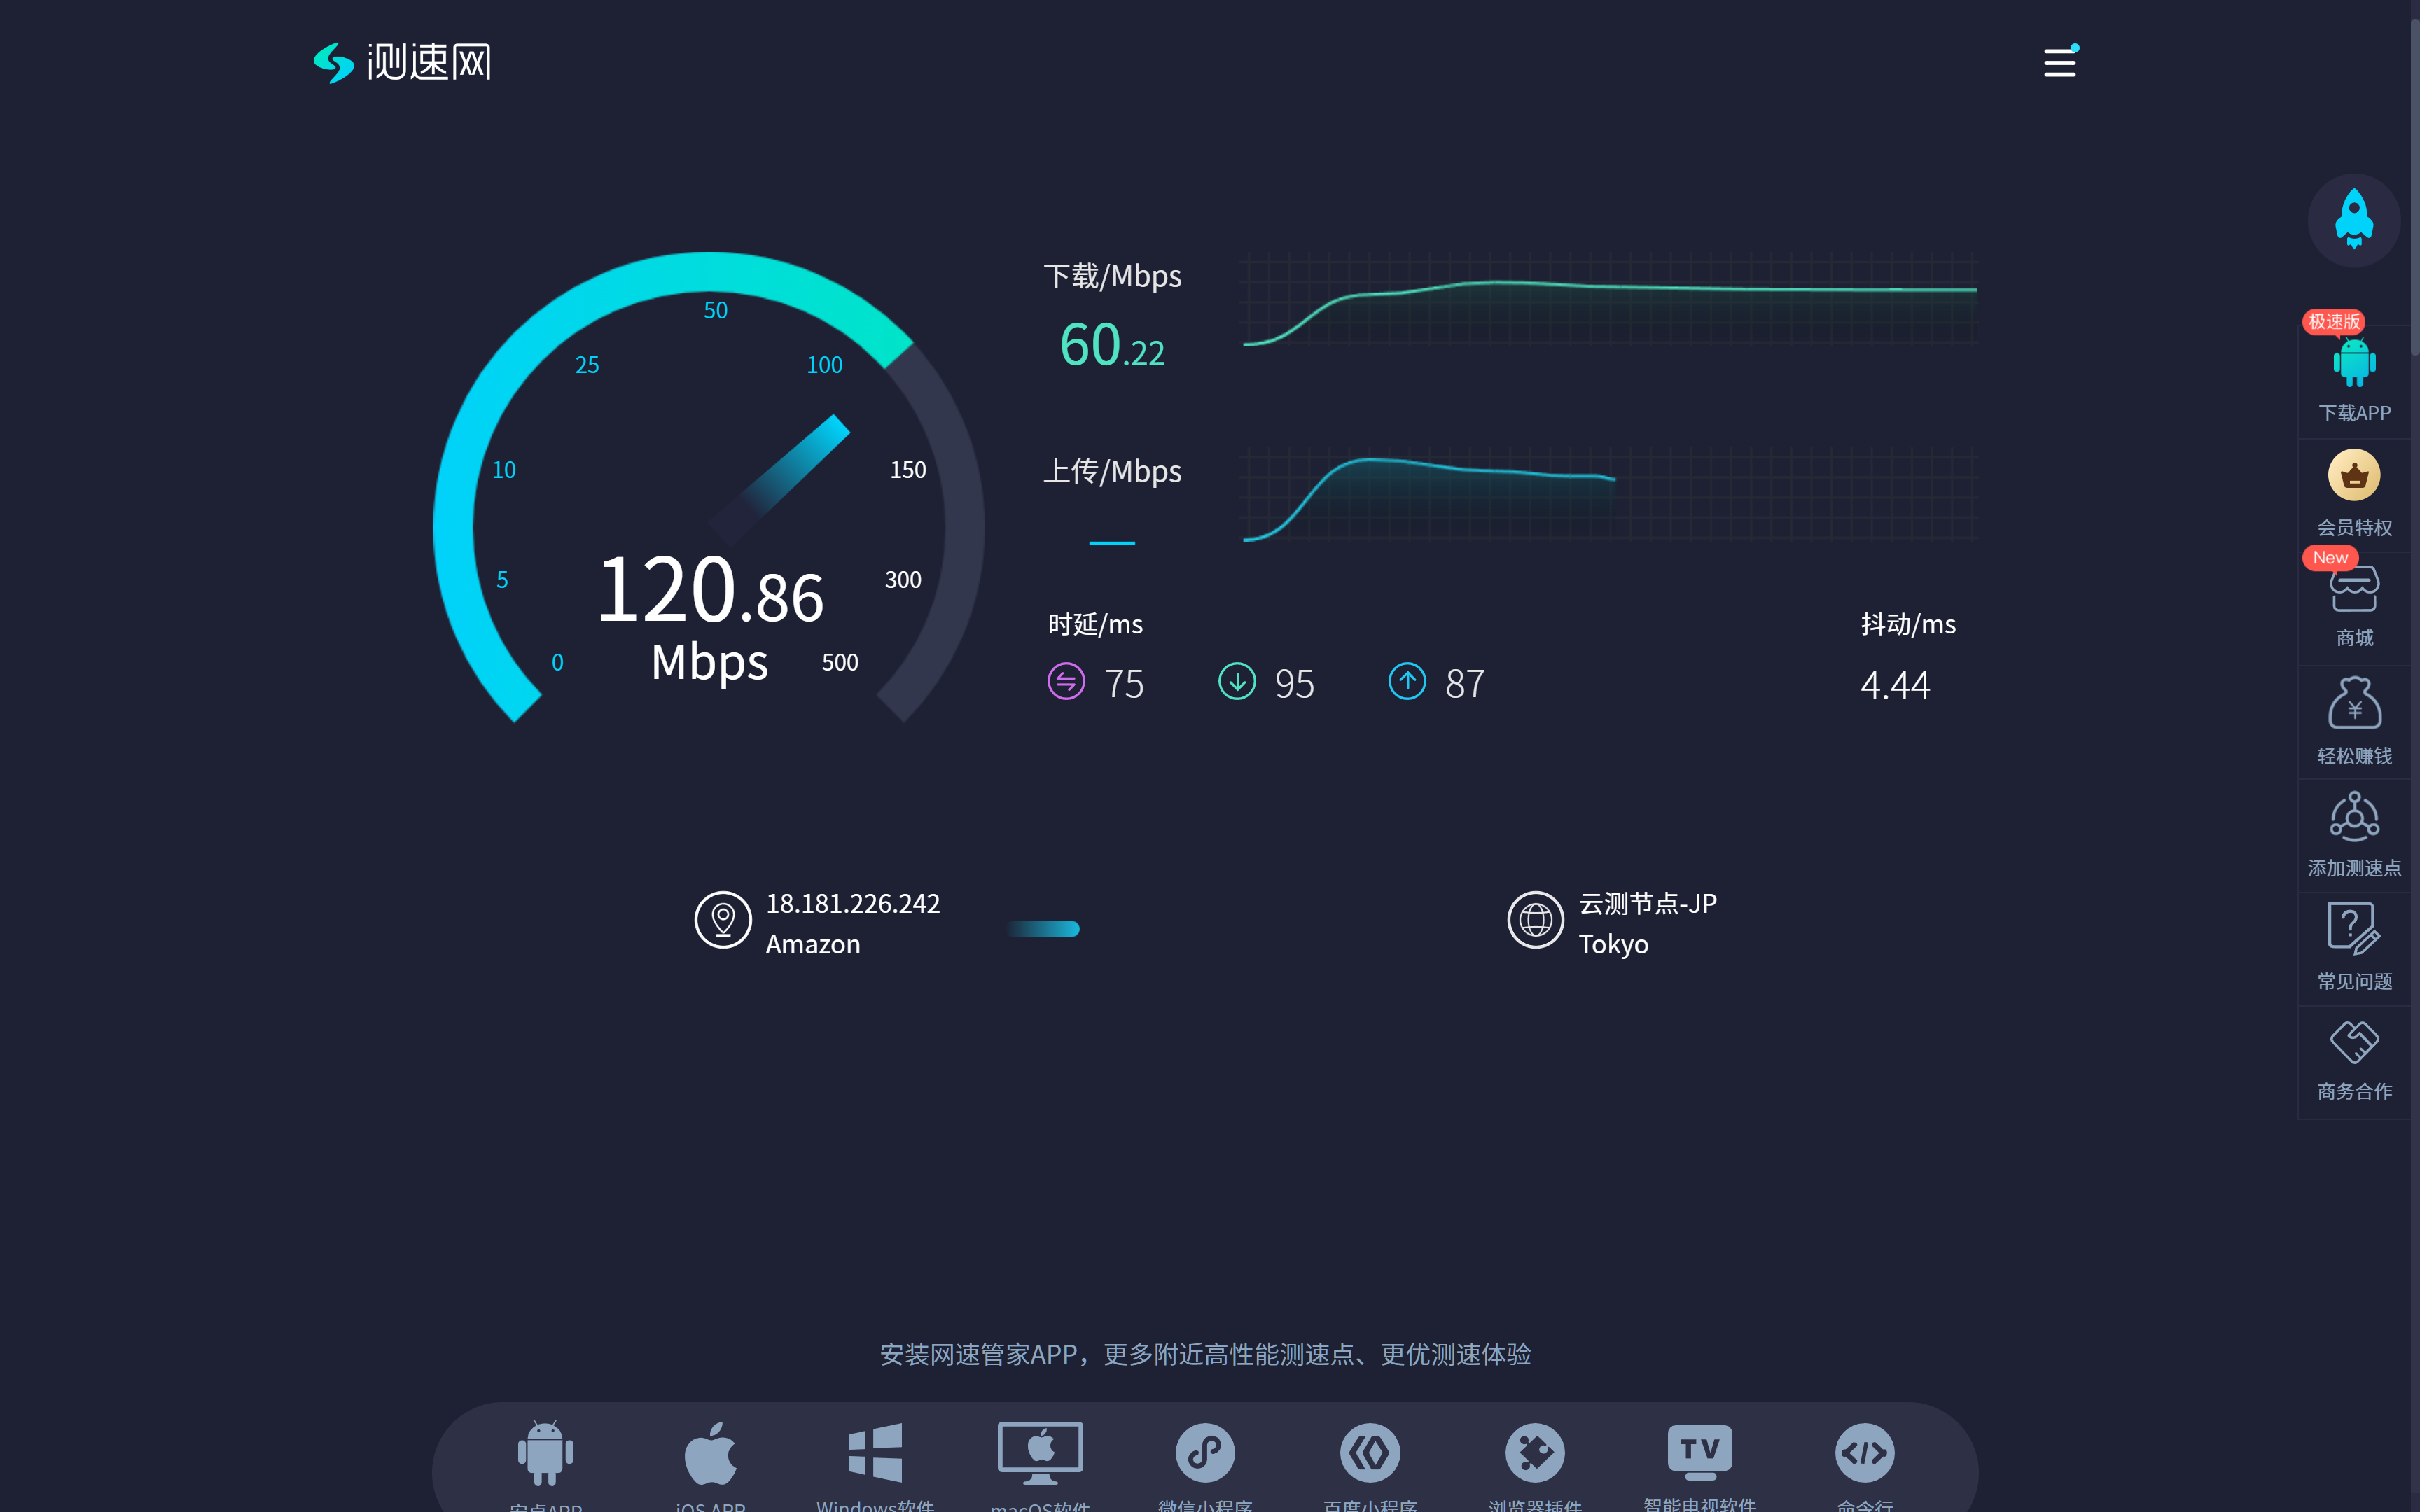 测速网
50
25
100
10
150
5
300
0
500
120.86
Mbps
下载/Mbps
60.22
上传/Mbps
时延/ms
75
95
87
抖动/ms
4.44
18.181.226.242
Amazon
云测节点-JP
Tokyo
极速版
下载APP
会员特权
New
商城
¥
轻松赚钱
添加测速点
?
常见问题
商务合作
安装网速管家APP，更多附近高性能测速点、更优测速体验
TV
安卓APP
iOS APP
Windows软件
macOS软件
微信小程序
百度小程序
浏览器插件
智能电视软件
命令行